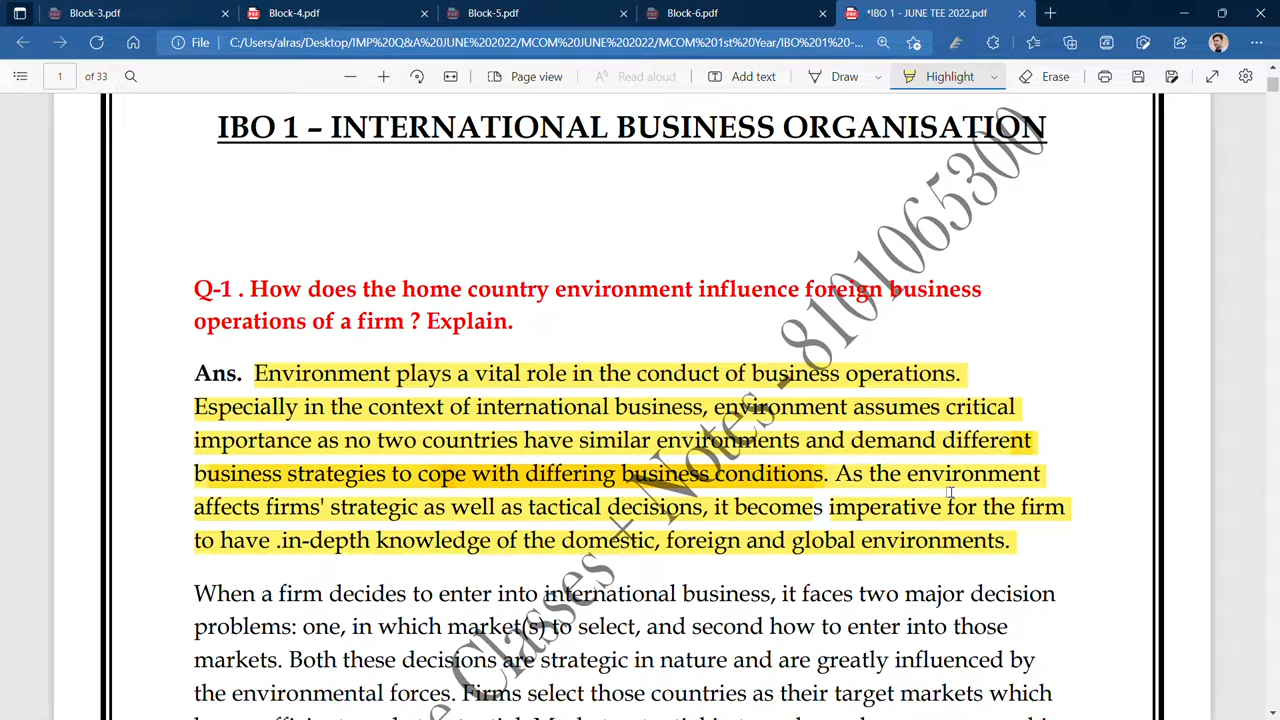 Block-3.pdf
Block-4.pdf
Block-5.pdf
Block-6.pdf
*IBO 1 - JUNE TEE 2022.pdf
File
C:/Users/alras/Desktop/IMP%20Q&A%20JUNE%202022/MCOM%20JUNE%202022/MCOM%201st%20Year/IBO%201%20-...
1
of 33
Page view
Read aloud
Add text
Draw
Highlight
Erase
IBO 1 – INTERNATIONAL BUSINESS ORGANISATION
Q-1 . How does the home country environment influence foreign business
operations of a firm ? Explain.
Ans. Environment plays a vital role in the conduct of business operations.
Especially in the context of international business, environment assumes critical
importance as no two countries have similar environments and demand different
business strategies to cope with differing business conditions. As the environment
affects firms' strategic as well as tactical decisions, it becomes imperative for the firm
to have .in-depth knowledge of the domestic, foreign and global environments.
When a firm decides to enter into international business, it faces two major decision
problems: one, in which market(s) to select, and second how to enter into those
markets. Both these decisions are strategic in nature and are greatly influenced by
the environmental forces. Firms select those countries as their target markets which
e Classes + Notes - 8101065300